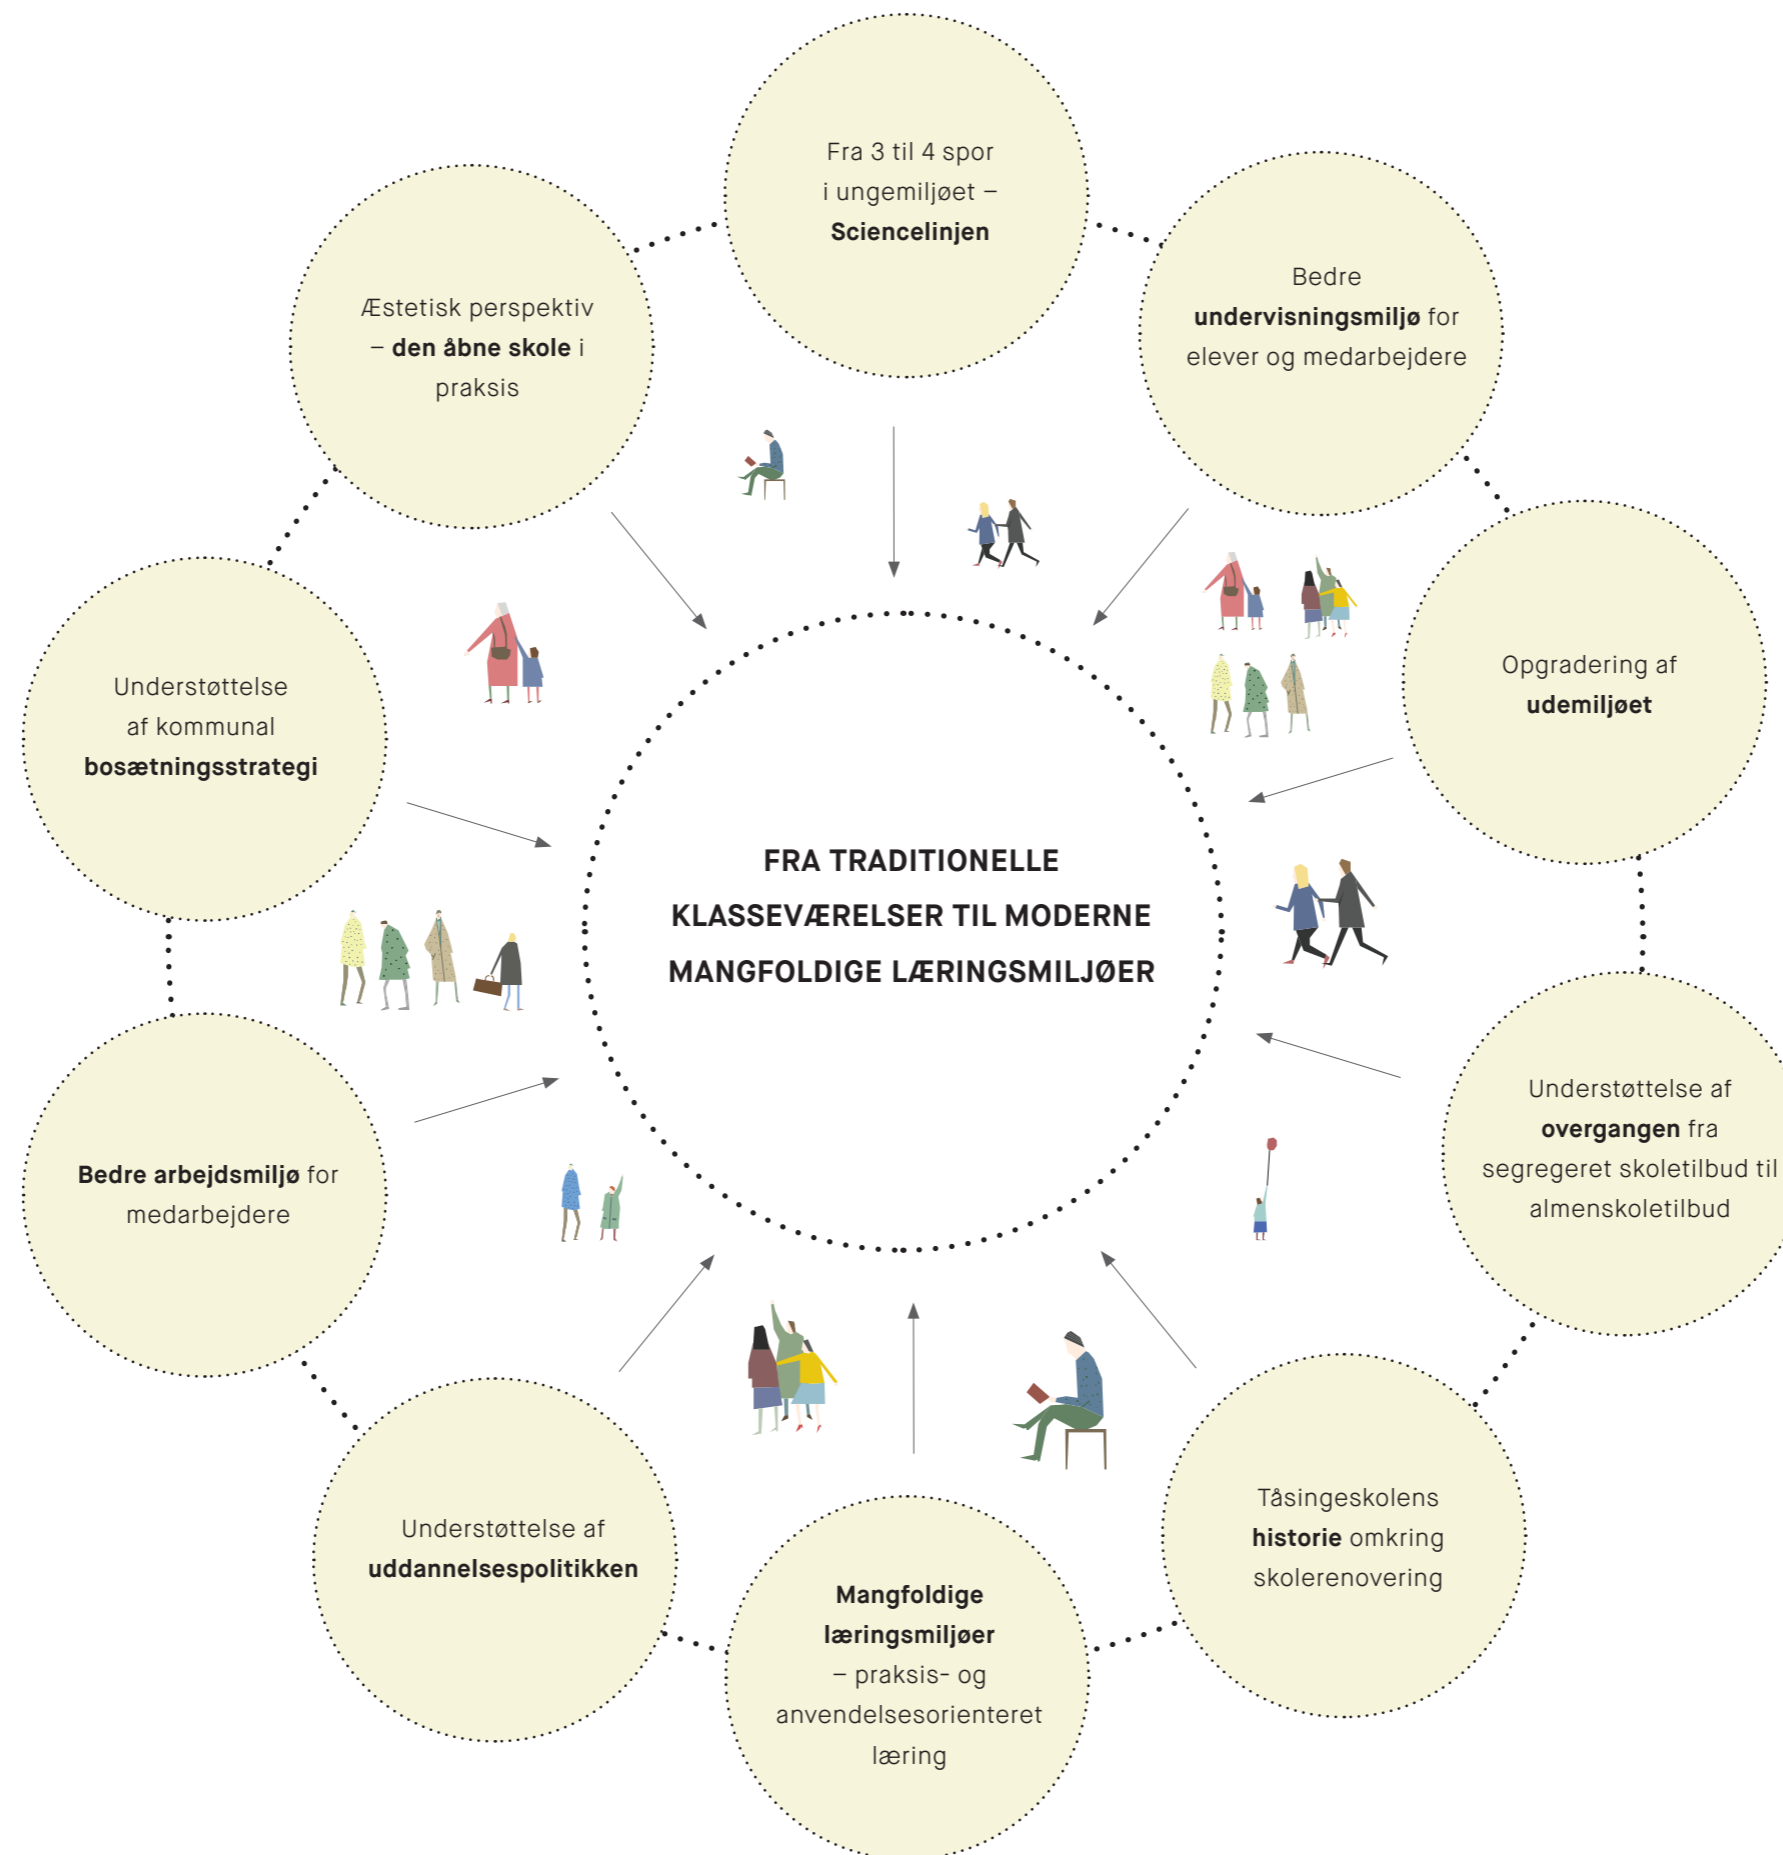 Fra 3 til 4 spor
i ungemiljøet –
Sciencelinjen
Bedre
undervisningsmiljø for
elever og medarbejdere
Opgradering af
udemiljøet
Understøttelse af
overgangen fra
segregeret skoletilbud til
almenskoletilbud
Tåsingeskolens
historie omkring
skolerenovering
Mangfoldige
læringsmiljøer
– praksis- og
anvendelsesorienteret
læring
Understøttelse af
uddannelsespolitikken
Bedre arbejdsmiljø for
medarbejdere
Understøttelse
af kommunal
bosætningsstrategi
Æstetisk perspektiv
– den åbne skole i
praksis
FRA TRADITIONELLE
KLASSEVÆRELSER TIL MODERNE
MANGFOLDIGE LÆRINGSMILJØER